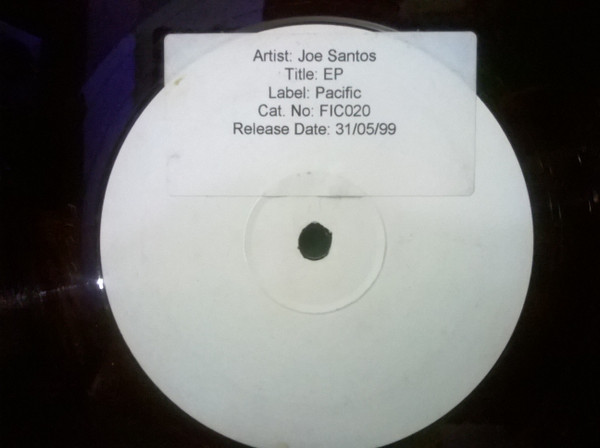 Artist: Joe Santos
Title: EP
Label: Pacific
Cat. No: FIC020
Release Date: 31/05/99